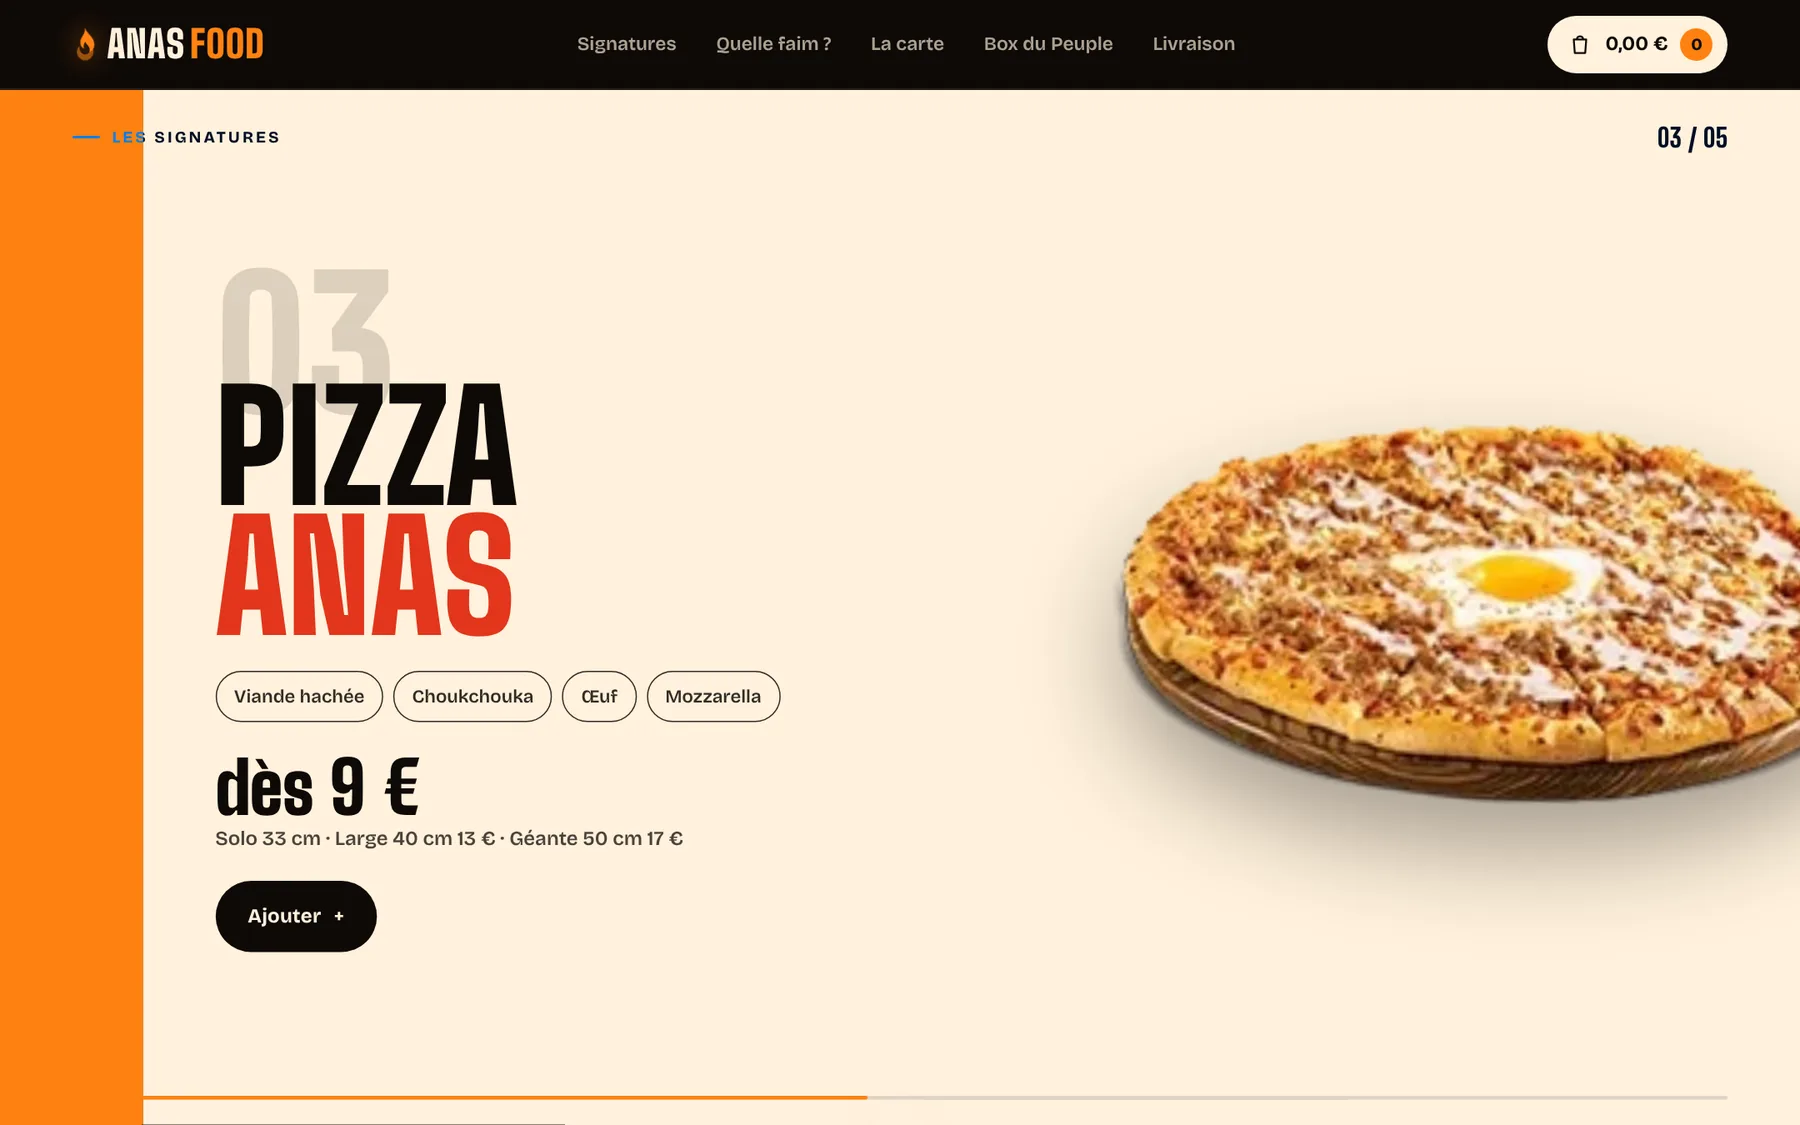 ANAS FOOD
Signatures
Quelle faim ?
La carte
Box du Peuple
Livraison
0,00 € 0
LES SIGNATURES
03 / 05
03
PIZZA
ANAS
Viande hachée
Choukchouka
Œuf
Mozzarella
dès 9 €
Solo 33 cm · Large 40 cm 13 € · Géante 50 cm 17 €
Ajouter +